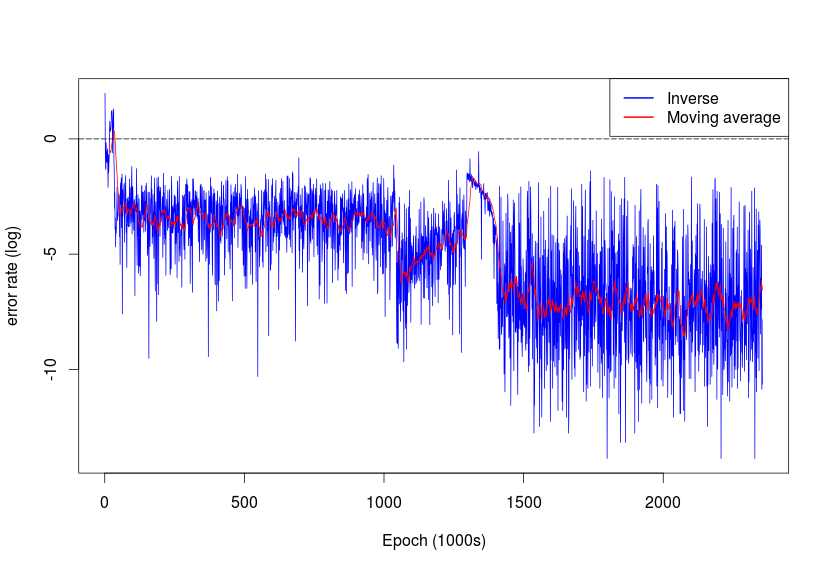 Inverse
Moving average
0
-5
-10
error rate (log)
0 500 1000 1500 2000
Epoch (1000s)